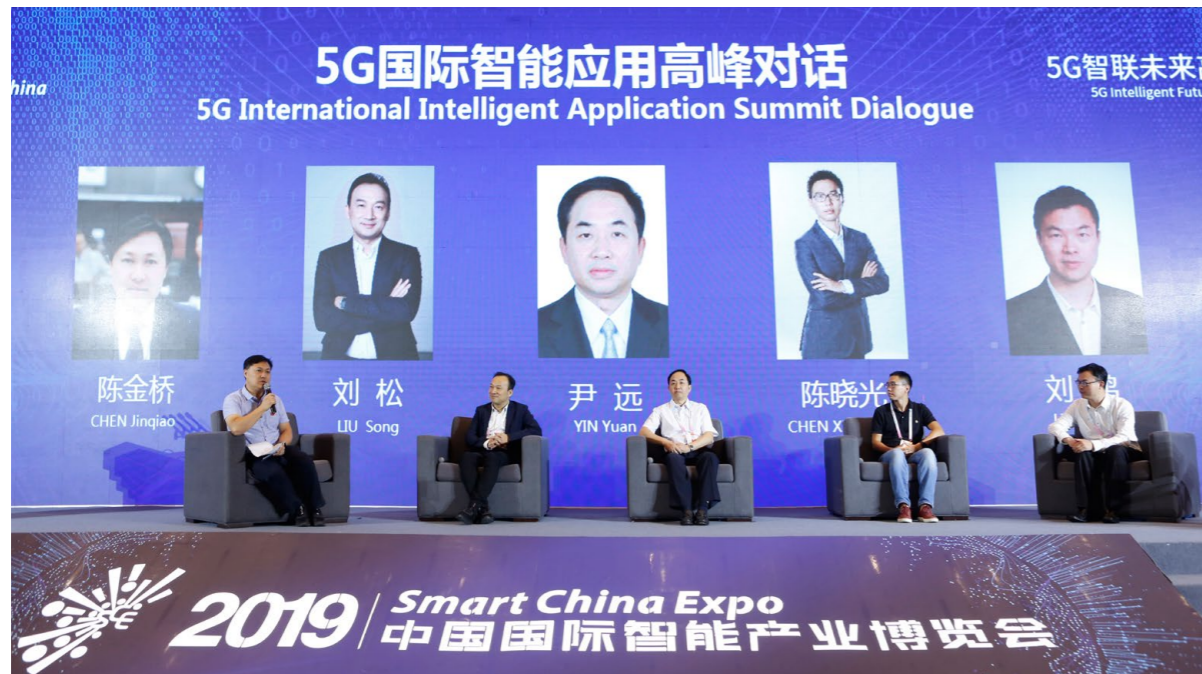 5G国际智能应用高峰对话
5G International Intelligent Application Summit Dialogue
hina
5G智联未来
5G Intelligent Futu
陈金桥
CHEN Jinqiao
刘 松
LIU Song
尹 远
YIN Yuan
陈晓光
CHEN X
刘 鹏
2019
Smart China Expo
中国国际智能产业博览会